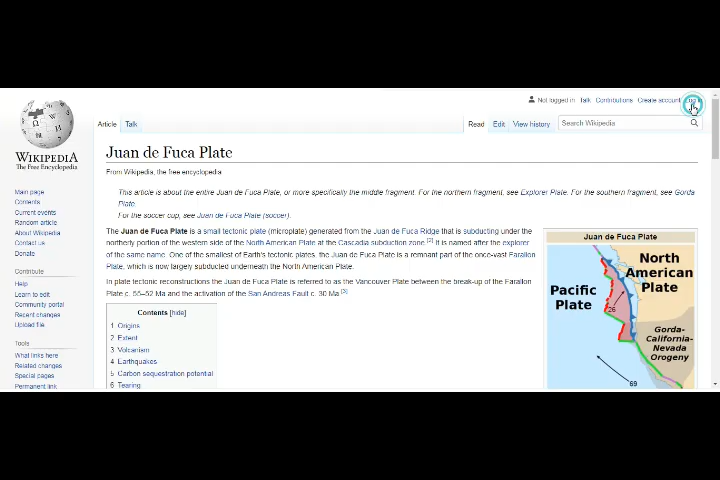 Not logged in Talk Contributions Create account Log in
Article Talk Read Edit View history Search Wikipedia
WIKIPEDIA
The Free Encyclopedia
Main page
Contents
Current events
Random article
About Wikipedia
Contact us
Donate
Contribute
Help
Learn to edit
Community portal
Recent changes
Upload file
Tools
What links here
Related changes
Special pages
Permanent link
Juan de Fuca Plate
From Wikipedia, the free encyclopedia
This article is about the entire Juan de Fuca Plate, or more specifically the middle fragment. For the northern fragment, see Explorer Plate. For the southern fragment, see Gorda
Plate.
For the soccer cup, see Juan de Fuca Plate (soccer).
The Juan de Fuca Plate is a small tectonic plate (microplate) generated from the Juan de Fuca Ridge that is subducting under the
northerly portion of the western side of the North American Plate at the Cascadia subduction zone.[2] It is named after the explorer
of the same name. One of the smallest of Earth's tectonic plates, the Juan de Fuca Plate is a remnant part of the once-vast Farallon
Plate, which is now largely subducted underneath the North American Plate.
In plate tectonic reconstructions the Juan de Fuca Plate is referred to as the Vancouver Plate between the break-up of the Farallon
Plate c. 55–52 Ma and the activation of the San Andreas Fault c. 30 Ma.[3]
Contents [hide]
1 Origins
2 Extent
3 Volcanism
4 Earthquakes
5 Carbon sequestration potential
6 Tearing
Juan de Fuca Plate
North
American
Plate
Pacific
Plate
26
Gorda-
California-
Nevada
Orogeny
69